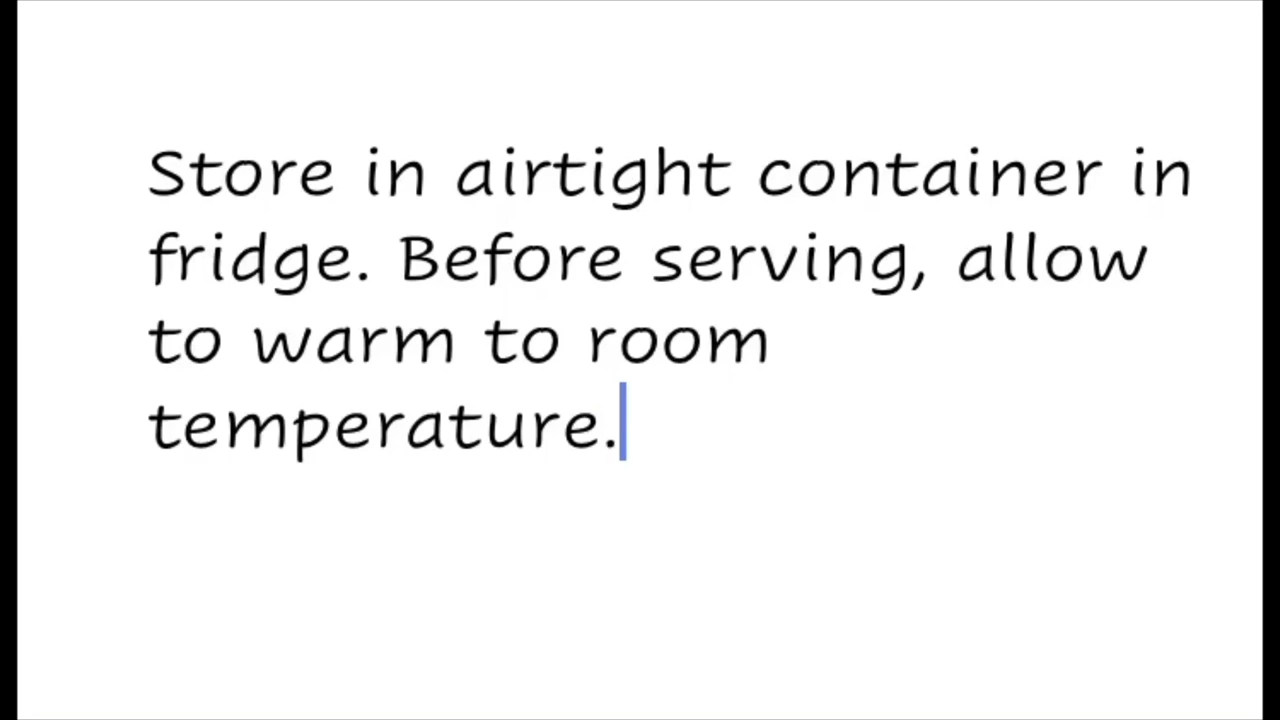 Store in airtight container in
fridge. Before serving, allow
to warm to room
temperature.